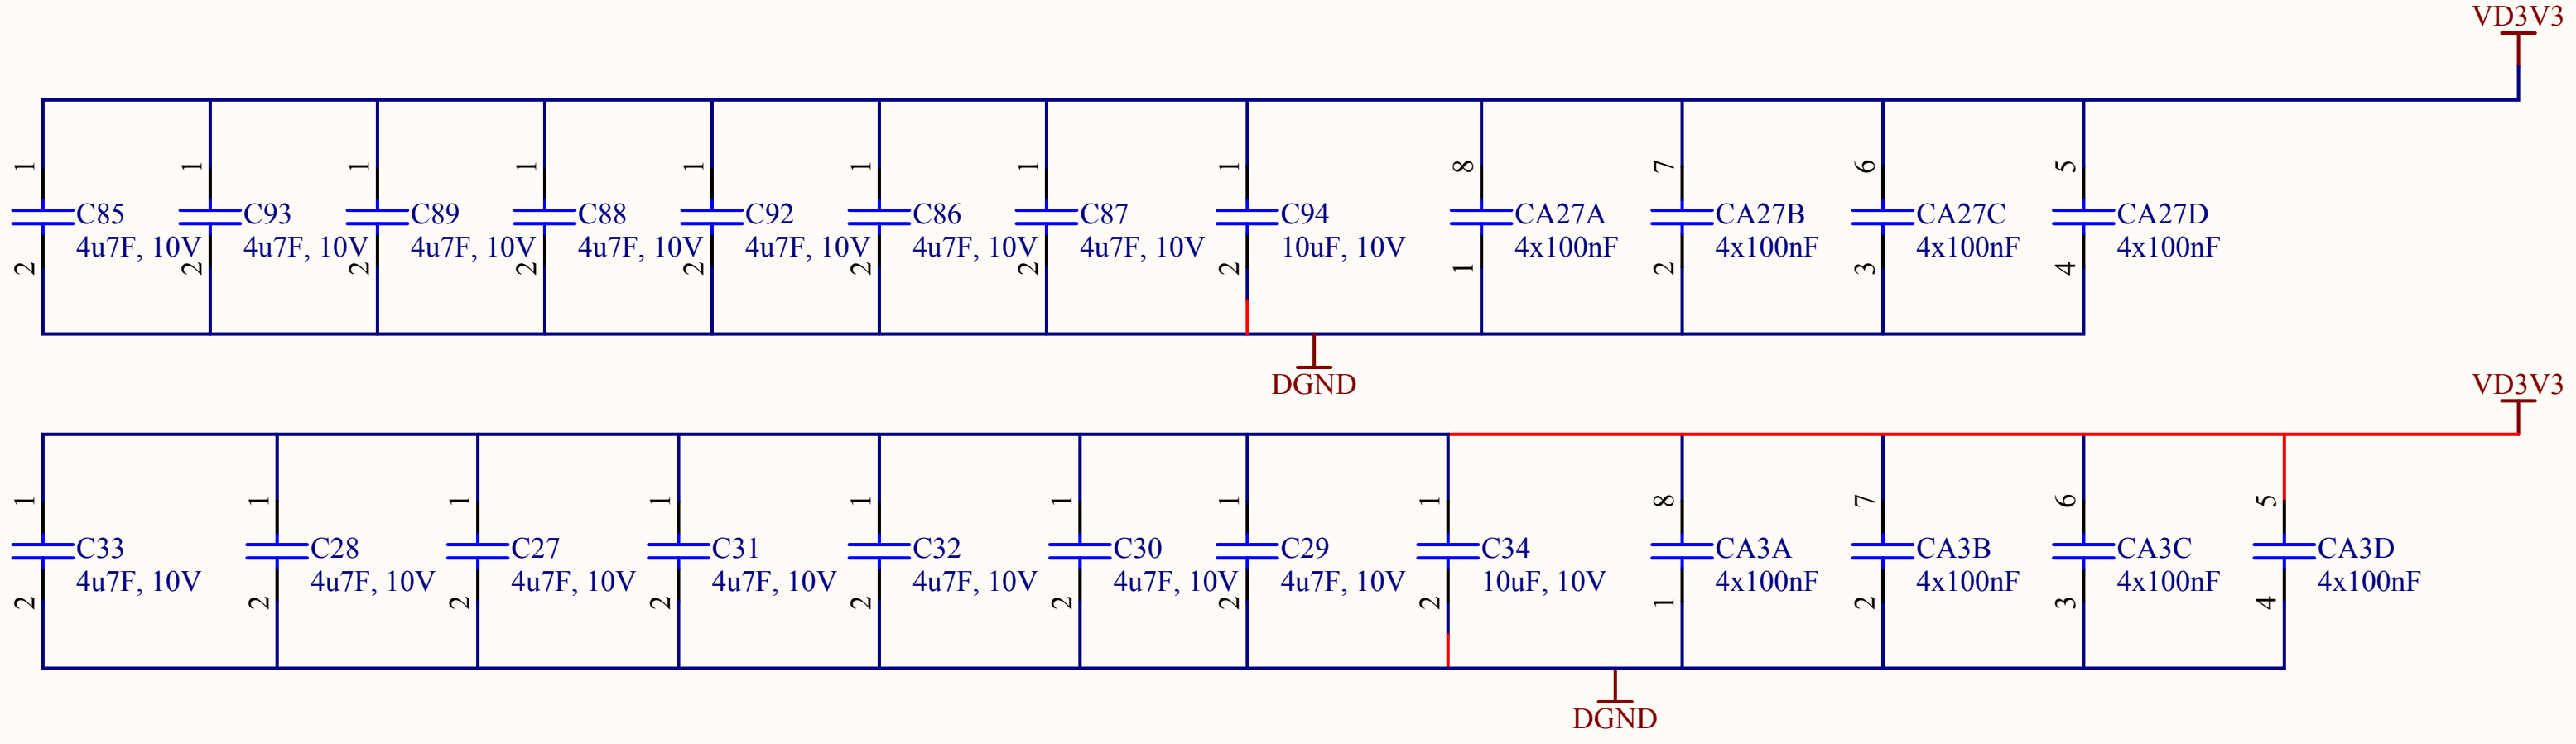 VD3V3
1 1 1 1 1 1 1 1 8 7 6 5
C85 C93 C89 C88 C92 C86 C87 C94 CA27A CA27B CA27C CA27D
4u7F, 10V 4u7F, 10V 4u7F, 10V 4u7F, 10V 4u7F, 10V 4u7F, 10V 4u7F, 10V 10uF, 10V 4x100nF 4x100nF 4x100nF 4x100nF
2 2 2 2 2 2 2 2 1 2 3 4
DGND
VD3V3
1 1 1 1 1 1 1 1 8 7 6 5
C33 C28 C27 C31 C32 C30 C29 C34 CA3A CA3B CA3C CA3D
4u7F, 10V 4u7F, 10V 4u7F, 10V 4u7F, 10V 4u7F, 10V 4u7F, 10V 4u7F, 10V 10uF, 10V 4x100nF 4x100nF 4x100nF 4x100nF
2 2 2 2 2 2 2 2 1 2 3 4
DGND